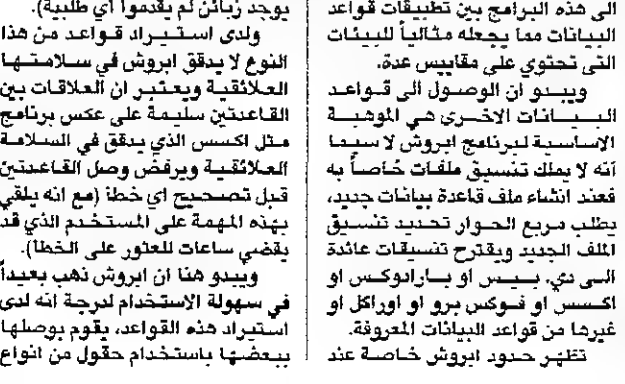 الى هذه البرامج بين تطبيقات قواعد
البيانات مما يجعله مثالياً للبيئات
التي تحتوي على مقاييس عدة.
ويبدو ان الوصول الى قواعد
البيانات الاخرى هي الموهبة
الاساسية لبرنامج ابروش لا سيما
انه لا يملك تنسيق ملفات خاصاً به
فعند انشاء ملف قاعدة بيانات جديد،
يطلب مربع الحوار تحديد تنسيق
الملف الجديد ويقترح تنسيقات عائدة
الى دي. بيس او بارادوكس او
اكسس او فوكس برو او اوراكل او
غيرها من قواعد البيانات المعروفة.
تظهر حدود ابروش خاصة عند
يوجد زبائن لم يقدموا اي طلبية).
ولدى استيراد قواعد من هذا
النوع لا يدقق ابروش في سلامتها
العلائقية ويعتبر ان العلاقات بين
القاعدتين سليمة على عكس برنامج
مثل اكسس الذي يدقق في السلامة
العلائقية ويرفض وصل القاعدتين
قبل تصحيح اي خطأ (مع انه يلقي
بهذه المهمة على المستخدم الذي قد
يقضي ساعات للعثور على الخطأ).
ويبدو هنا ان ابروش ذهب بعيداً
في سهولة الاستخدام لدرجة انه لدى
استيراد هذه القواعد، يقوم بوصلها
ببعضها باستخدام حقول من انواع